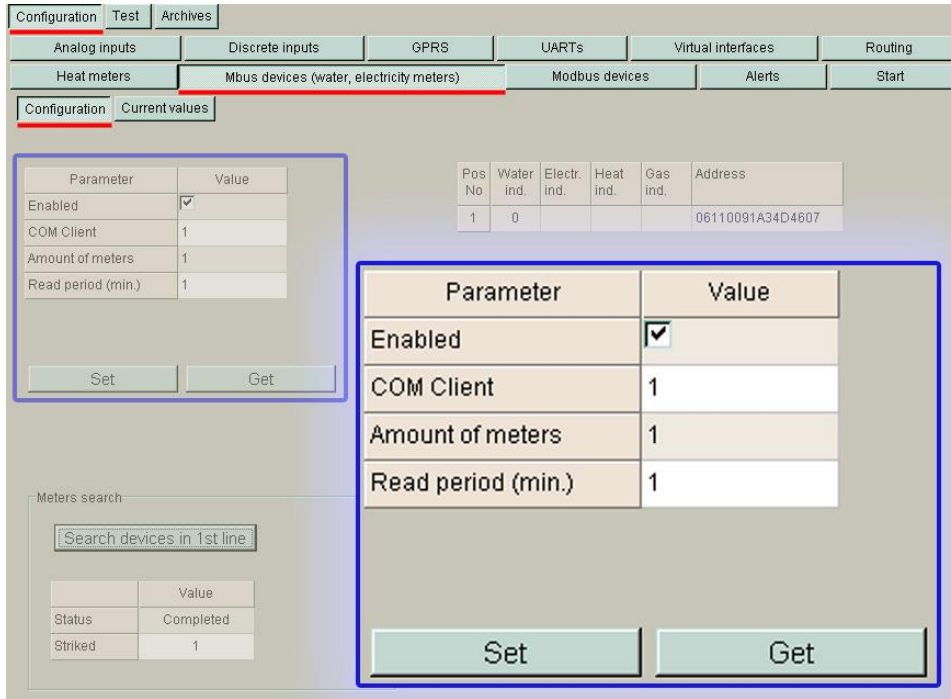 Configuration Test Archives
Analog inputs Discrete inputs GPRS UARTs Virtual interfaces Routing
Heat meters Mbus devices (water, electricity meters) Modbus devices Alerts Start
Configuration Current values
Parameter Value
Enabled
COM Client 1
Amount of meters 1
Read period (min.) 1
Set Get
Pos No Water ind. Electr. ind. Heat ind. Gas ind. Address
1 0 06110091A34D4607
Parameter Value
Enabled
COM Client 1
Amount of meters 1
Read period (min.) 1
Set Get
Meters search
Search devices in 1st line
Value
Status Completed
Striked 1